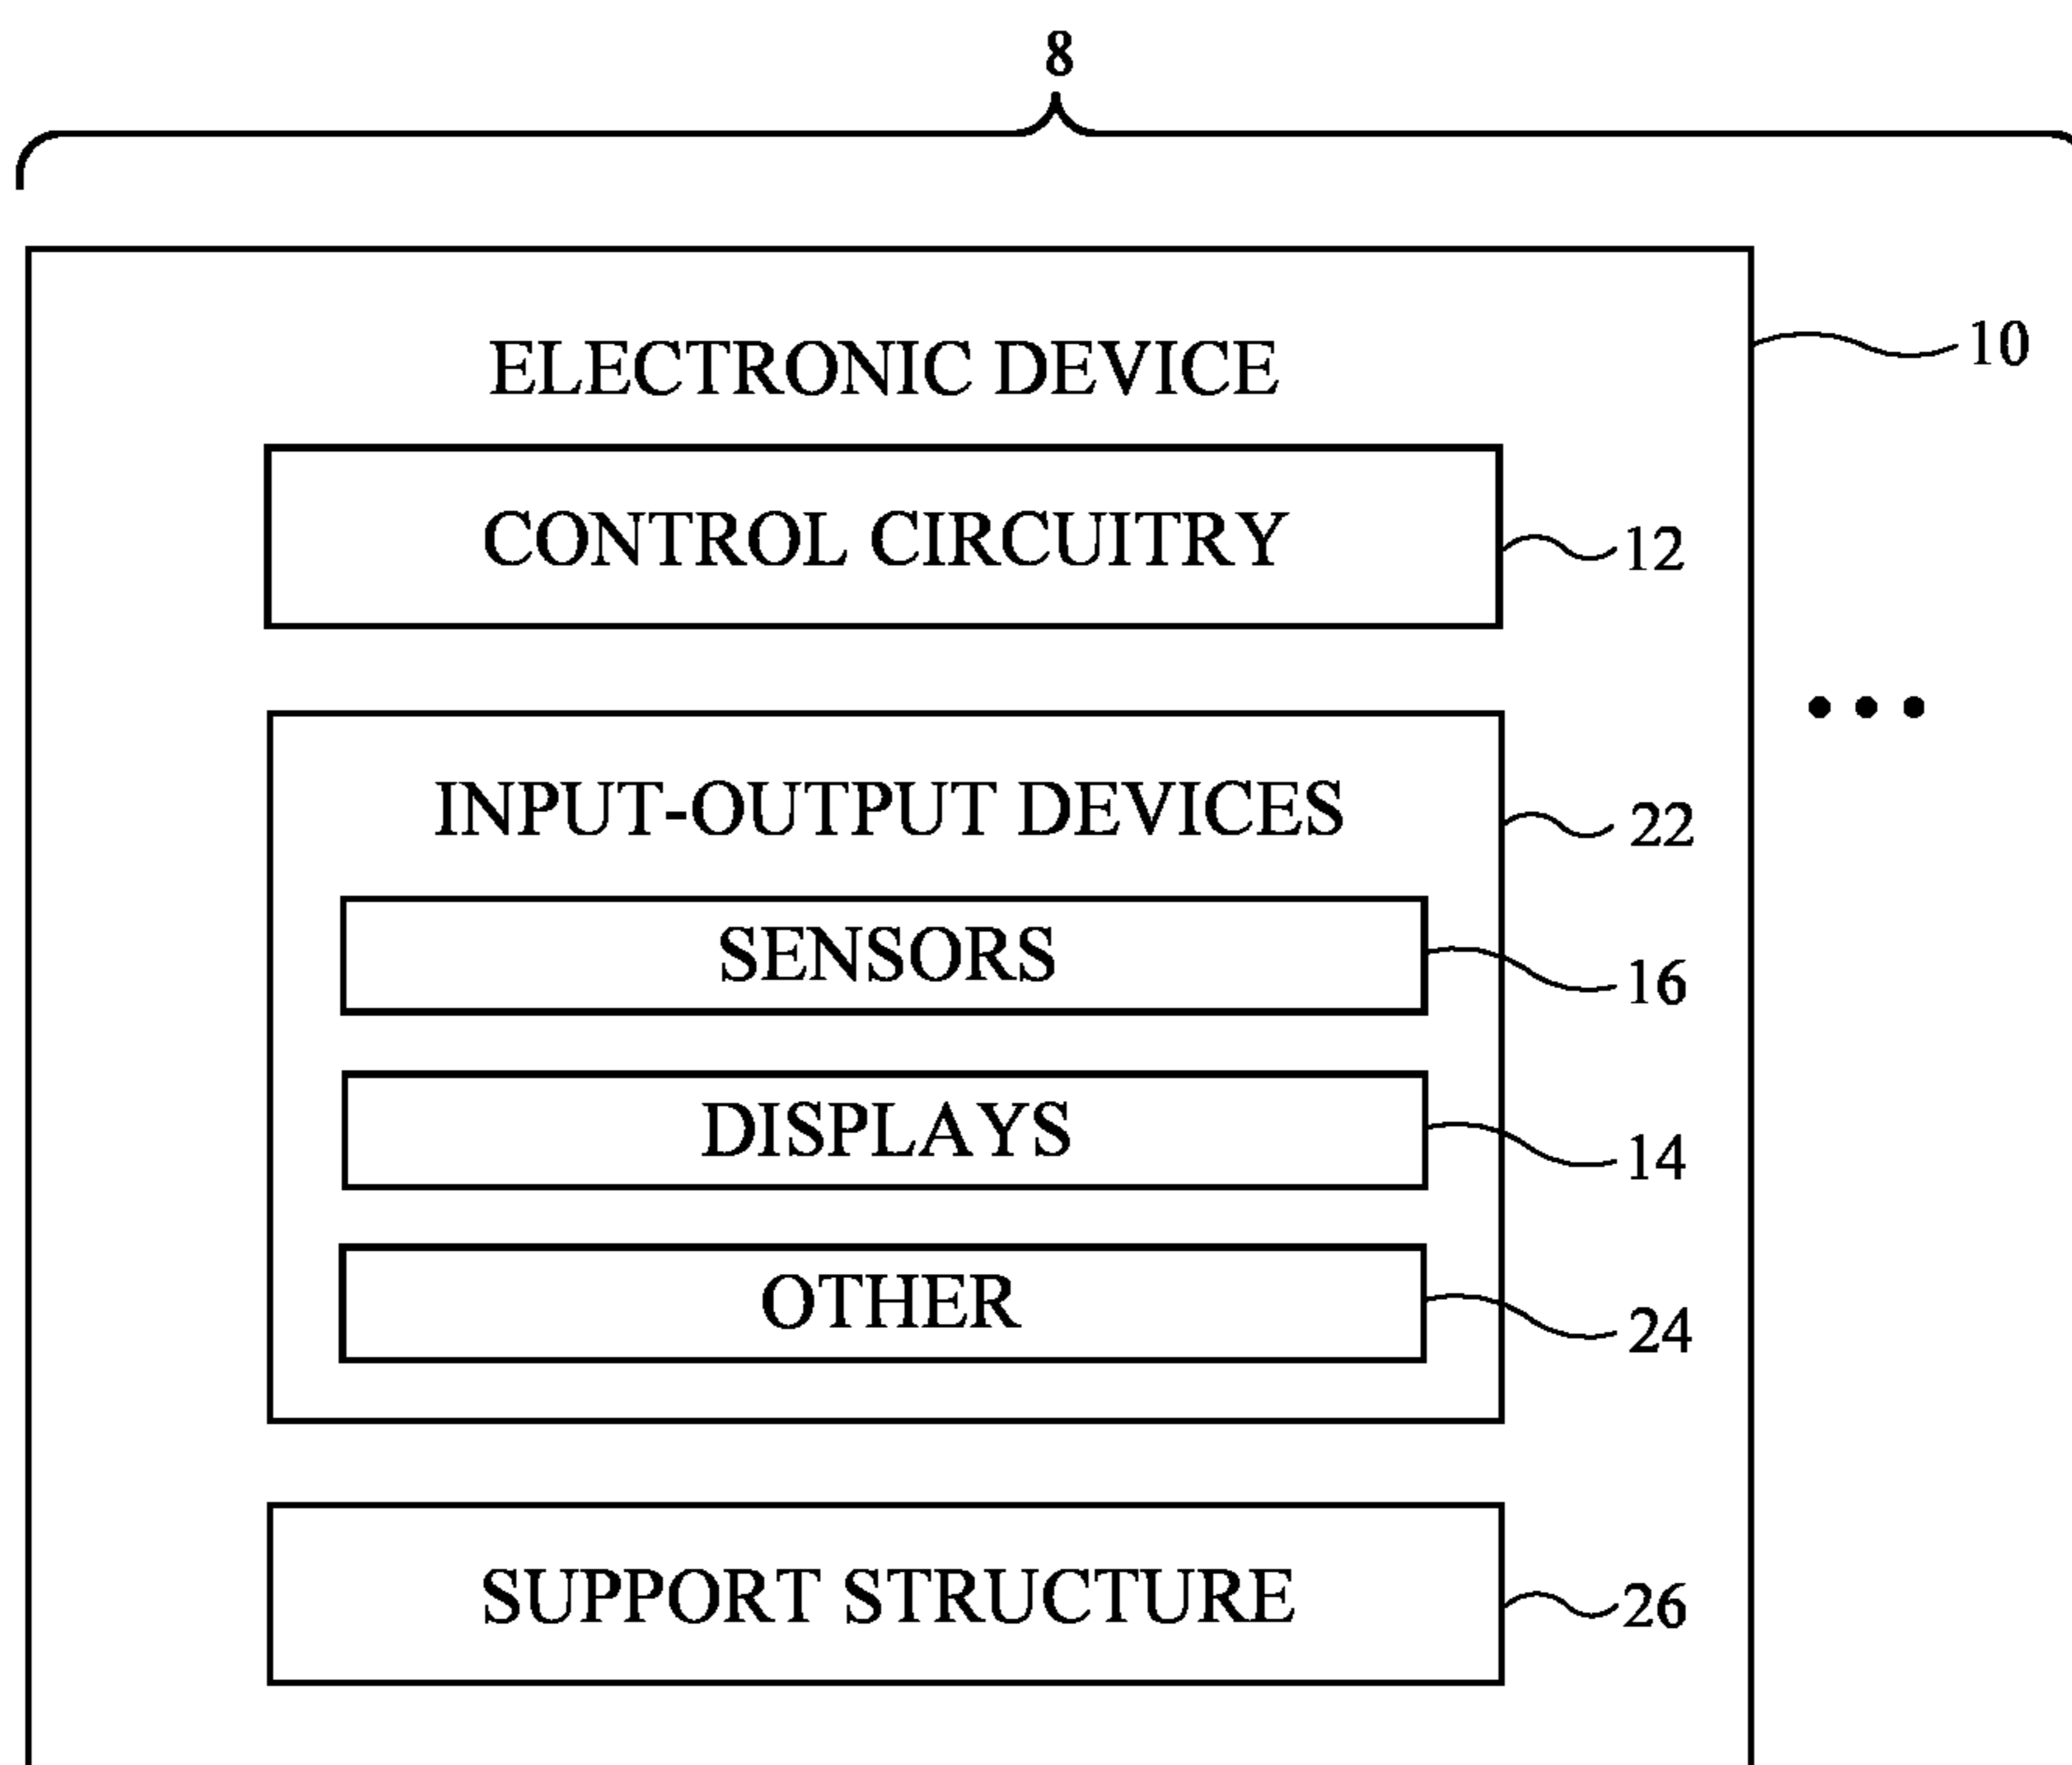 8
ELECTRONIC DEVICE
10
CONTROL CIRCUITRY
12
INPUT-OUTPUT DEVICES
22
SENSORS
16
DISPLAYS
14
OTHER
24
SUPPORT STRUCTURE
26